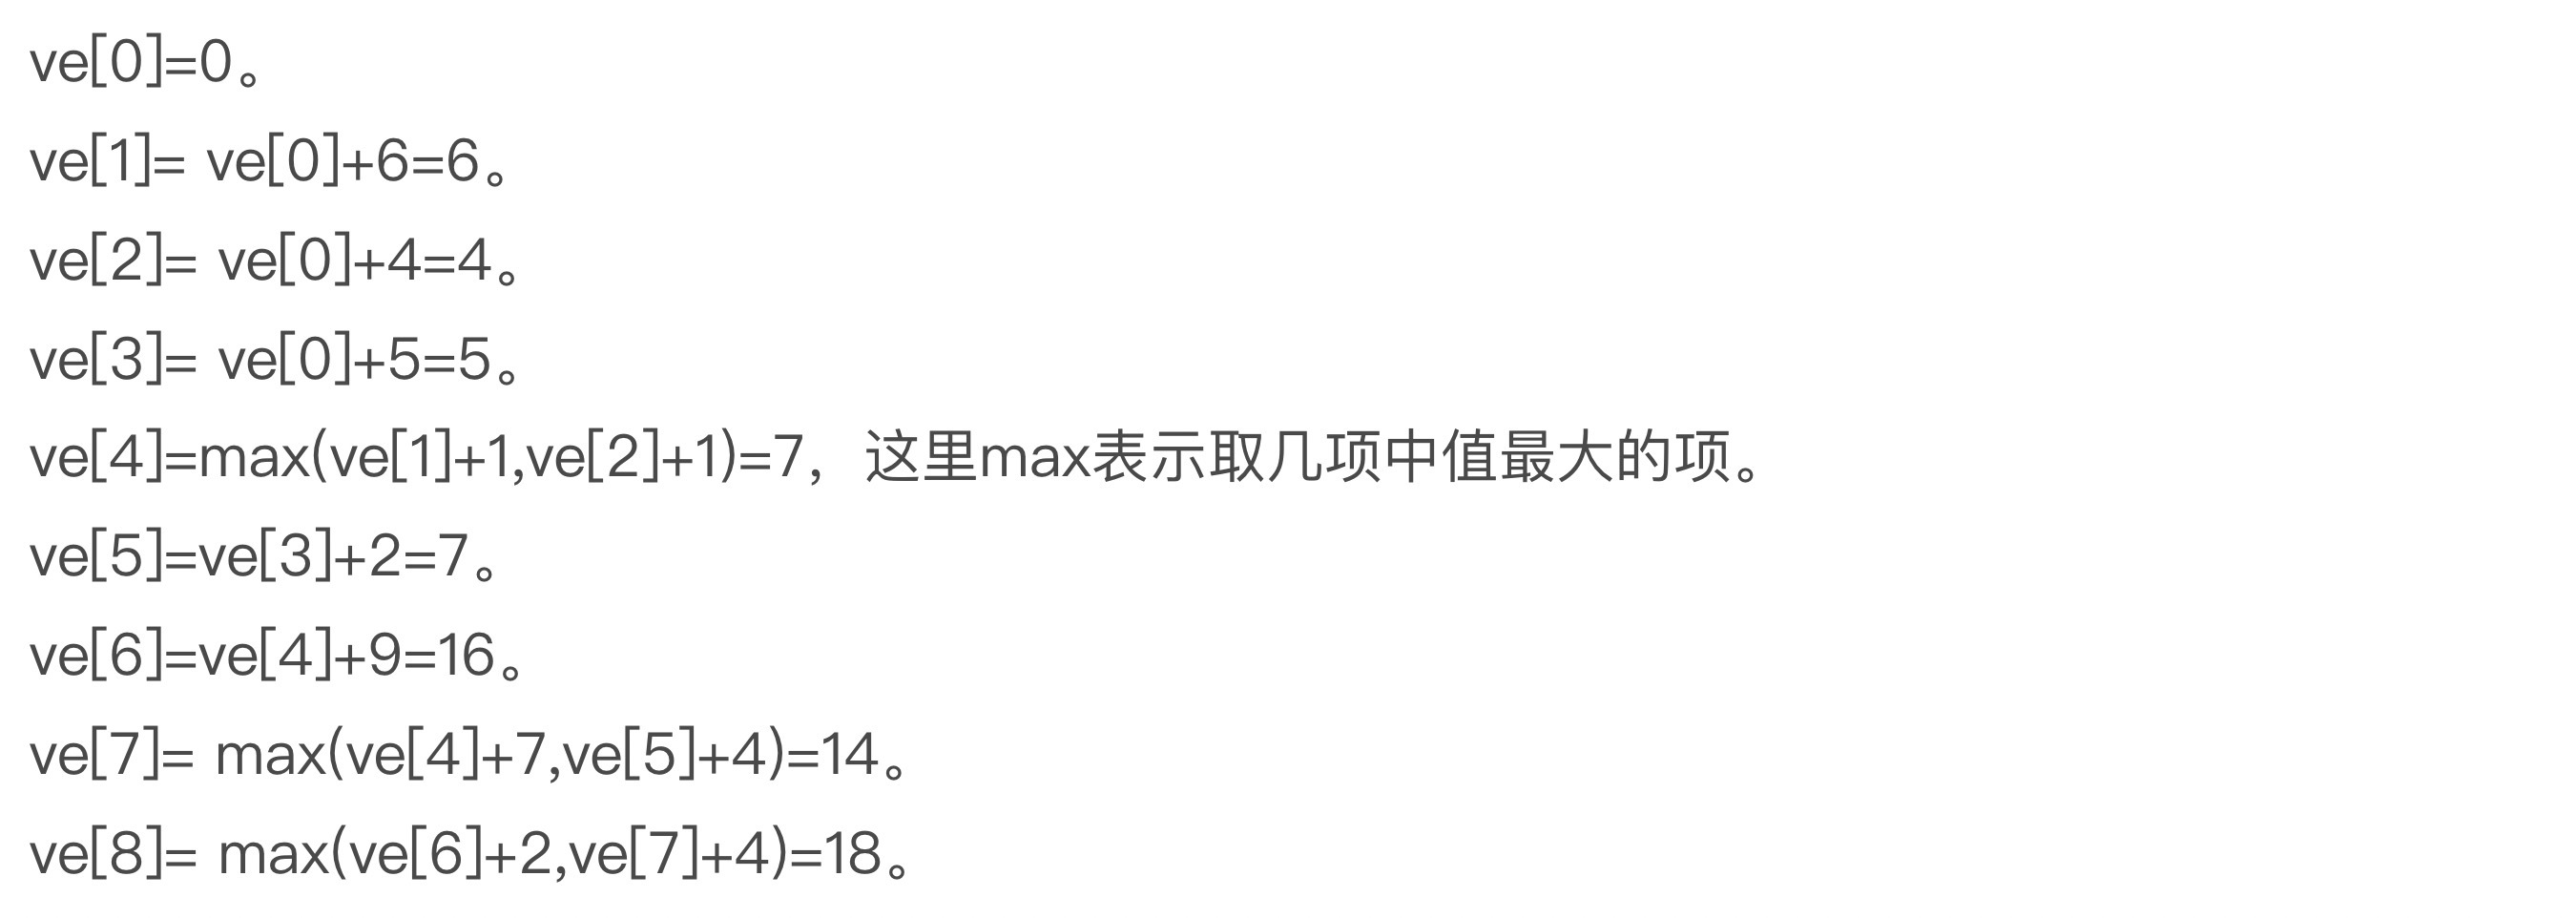 ve[0]=0。
ve[1]= ve[0]+6=6。
ve[2]= ve[0]+4=4。
ve[3]= ve[0]+5=5。
ve[4]=max(ve[1]+1,ve[2]+1)=7，这里max表示取几项中值最大的项。
ve[5]=ve[3]+2=7。
ve[6]=ve[4]+9=16。
ve[7]= max(ve[4]+7,ve[5]+4)=14。
ve[8]= max(ve[6]+2,ve[7]+4)=18。